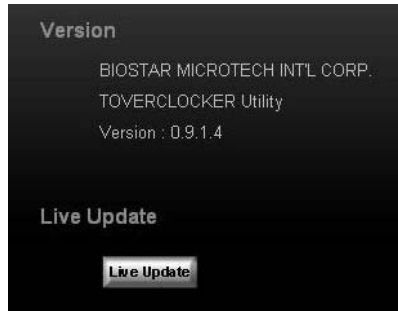 Version
BIOSTAR MICROTECH INT'L CORP.
TOVERCLOCKER Utility
Version : 0.9.1.4
Live Update
Live Update